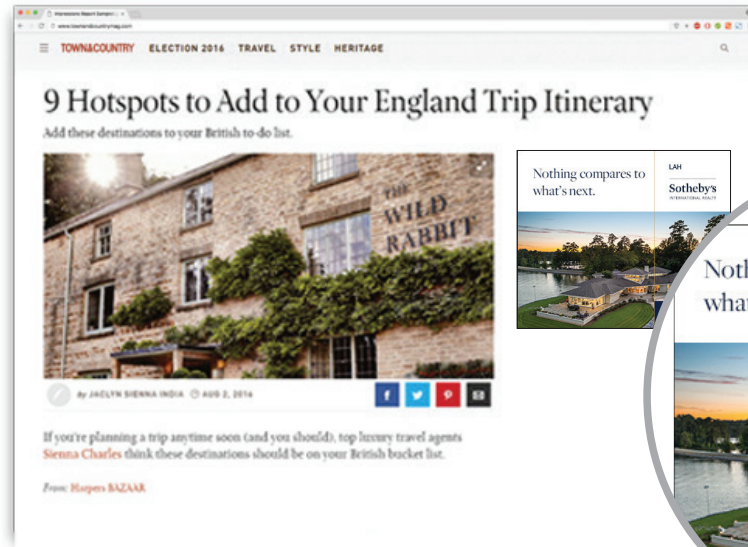 www.townandcountrymag.com
TOWN&COUNTRY ELECTION 2016 TRAVEL STYLE HERITAGE
9 Hotspots to Add to Your England Trip Itinerary
Add these destinations to your British to-do list.
THE
WILD
RABBIT
Nothing compares to
what's next.
LAH
Sotheby's
INTERNATIONAL REALTY
Noth
what
By JACLYN SIENNA INDIA AUG 2, 2016
If you're planning a trip anytime soon (and you should), top luxury travel agents
Sienna Charles think these destinations should be on your British bucket list.
From: Harpers BAZAAR